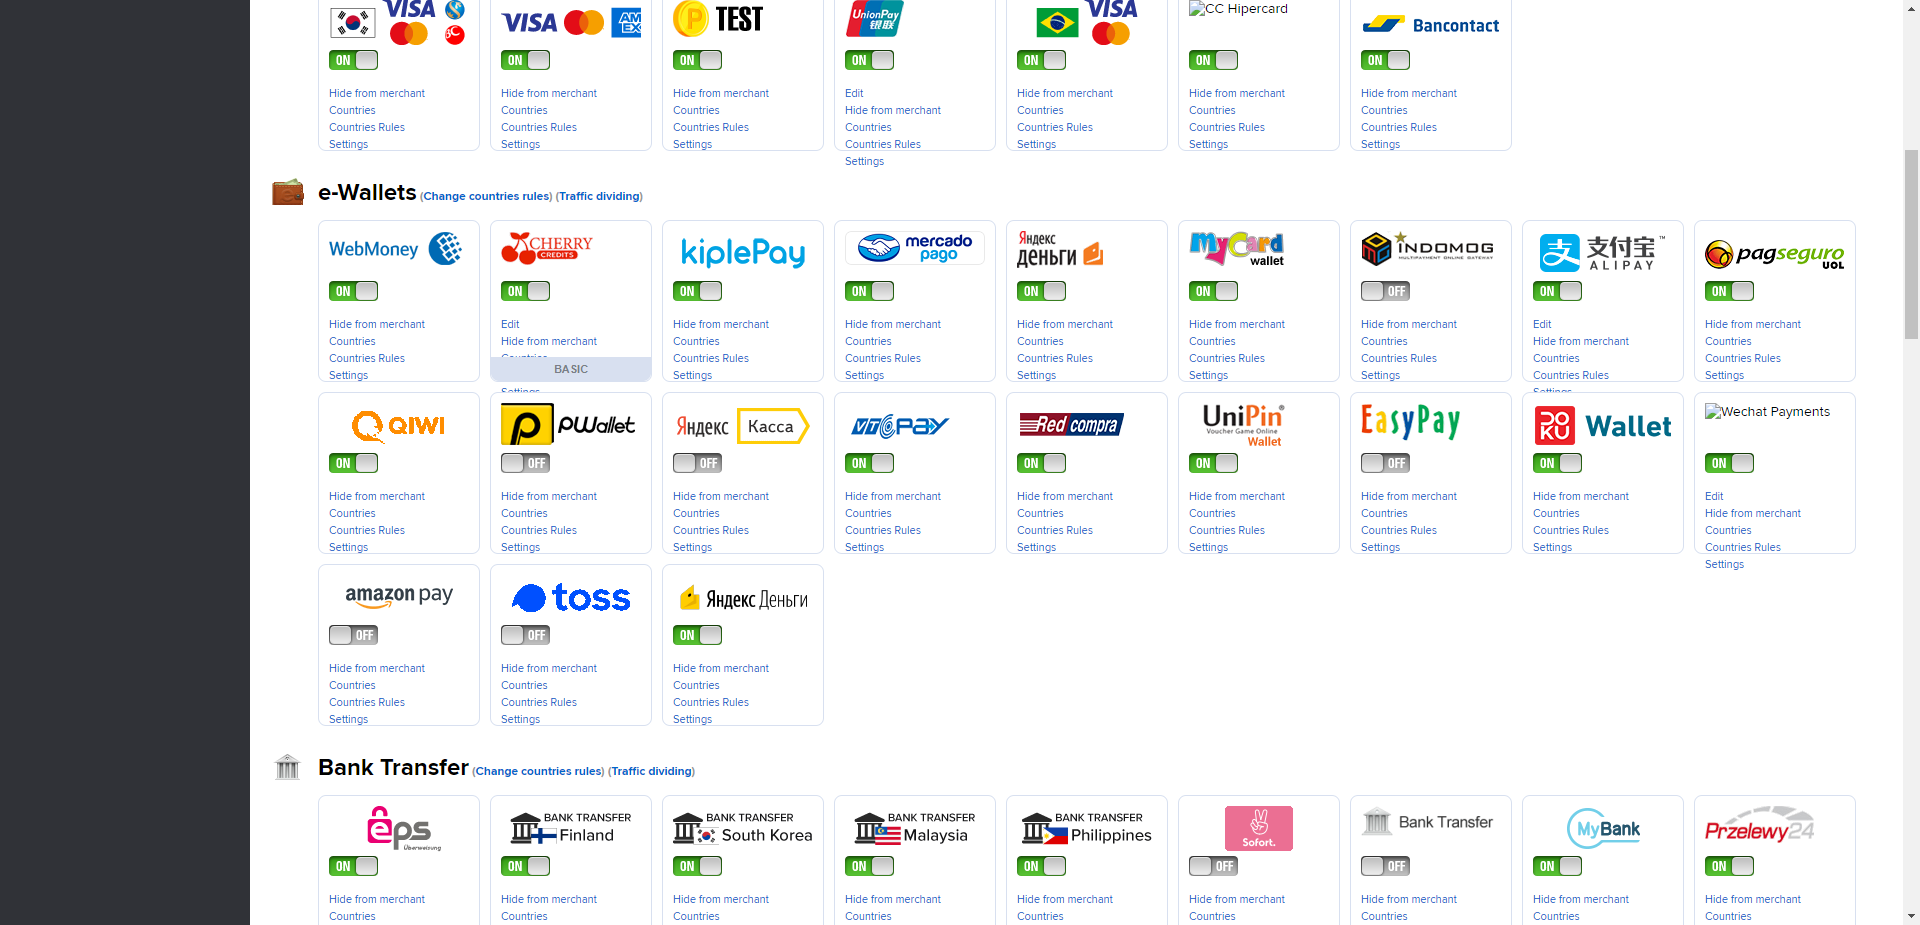 VISA VISA AM EX P TEST UnionPay 银联 VISA CC Hipercard Bancontact
ON ON ON ON ON ON ON
Hide from merchant Hide from merchant Hide from merchant Edit Hide from merchant Hide from merchant Hide from merchant
Countries Countries Countries Hide from merchant Countries Countries Countries
Countries Rules Countries Rules Countries Rules Countries Countries Rules Countries Rules Countries Rules
Settings Settings Settings Countries Rules Settings Settings Settings
Settings
e-Wallets (Change countries rules) (Traffic dividing)
WebMoney CHERRY CREDITS kiplePay mercado pago Яндекс деньги MyCard wallet INDOMOG MULTIPAYMENT ONLINE GATEWAY 支 支付宝 ™ ALIPAY pagseguro UOL
ON ON ON ON ON ON OFF ON ON
Hide from merchant Edit Hide from merchant Hide from merchant Hide from merchant Hide from merchant Hide from merchant Edit Hide from merchant
Countries Hide from merchant Countries Countries Countries Countries Countries Hide from merchant Countries
Countries Rules Countries Countries Rules Countries Rules Countries Rules Countries Rules Countries Rules Countries Countries Rules
Settings BASIC Settings Settings Settings Settings Settings Countries Rules Settings
Settings Settings
QIWI p pWallet Яндекс Касса VTC PAY Red compra UniPin Voucher Game Online Wallet EasyPay DOKU Wallet Wechat Payments
ON OFF OFF ON ON ON OFF ON ON
Hide from merchant Hide from merchant Hide from merchant Hide from merchant Hide from merchant Hide from merchant Hide from merchant Hide from merchant Edit
Countries Countries Countries Countries Countries Countries Countries Countries Hide from merchant
Countries Rules Countries Rules Countries Rules Countries Rules Countries Rules Countries Rules Countries Rules Countries Rules Countries
Settings Settings Settings Settings Settings Settings Settings Settings Countries Rules
Settings
amazon pay toss Яндекс Деньги
OFF OFF ON
Hide from merchant Hide from merchant Hide from merchant
Countries Countries Countries
Countries Rules Countries Rules Countries Rules
Settings Settings Settings
Bank Transfer (Change countries rules) (Traffic dividing)
eps Überweisung BANK TRANSFER Finland BANK TRANSFER South Korea BANK TRANSFER Malaysia BANK TRANSFER Philippines Sofort. Bank Transfer MyBank Przelewy24
ON ON ON ON ON OFF OFF ON ON
Hide from merchant Hide from merchant Hide from merchant Hide from merchant Hide from merchant Hide from merchant Hide from merchant Hide from merchant Hide from merchant
Countries Countries Countries Countries Countries Countries Countries Countries Countries